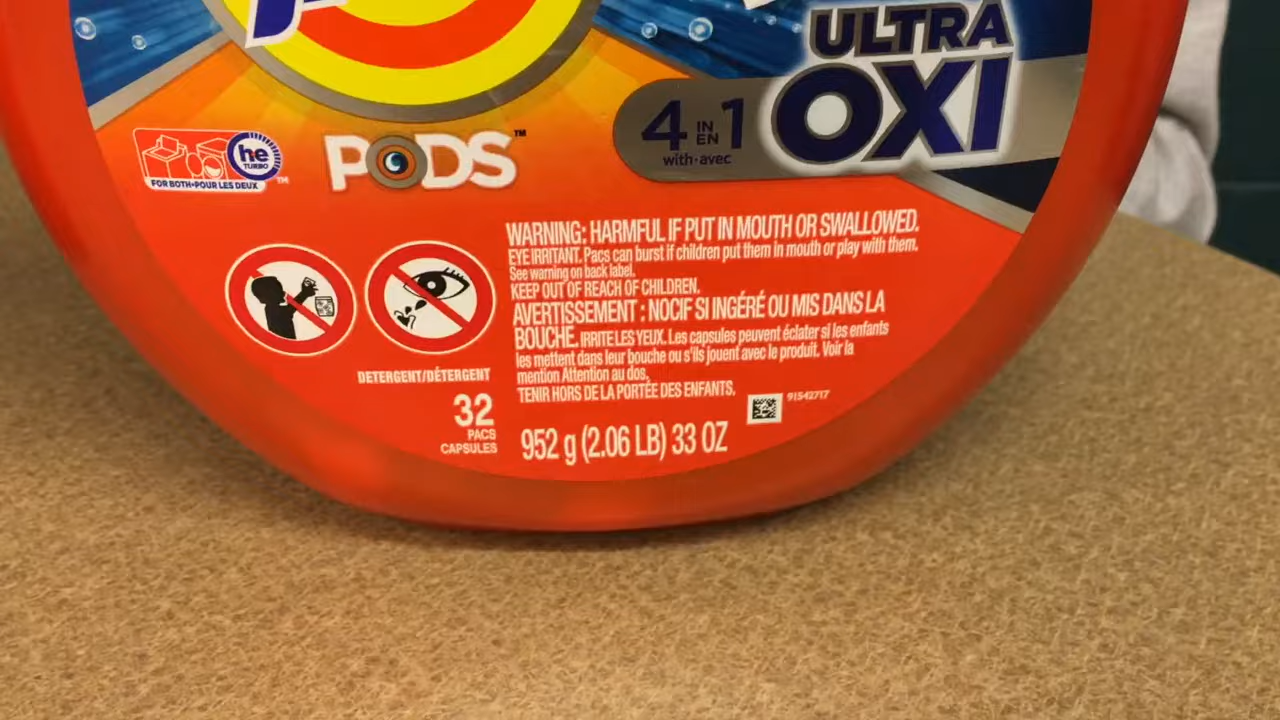 ULTRA
4 IN EN 1 OXI
with·avec
he
TURBO
FOR BOTH•POUR LES DEUX TM
PODS™
WARNING: HARMFUL IF PUT IN MOUTH OR SWALLOWED.
EYE IRRITANT. Pacs can burst if children put them in mouth or play with them.
See warning on back label.
KEEP OUT OF REACH OF CHILDREN.
AVERTISSEMENT : NOCIF SI INGÉRÉ OU MIS DANS LA
BOUCHE. IRRITE LES YEUX. Les capsules peuvent éclater si les enfants
les mettent dans leur bouche ou s'ils jouent avec le produit. Voir la
mention Attention au dos.
TENIR HORS DE LA PORTÉE DES ENFANTS.
91542717
DETERGENT/DÉTERGENT
32
PACS
CAPSULES
952 g (2.06 LB) 33 OZ